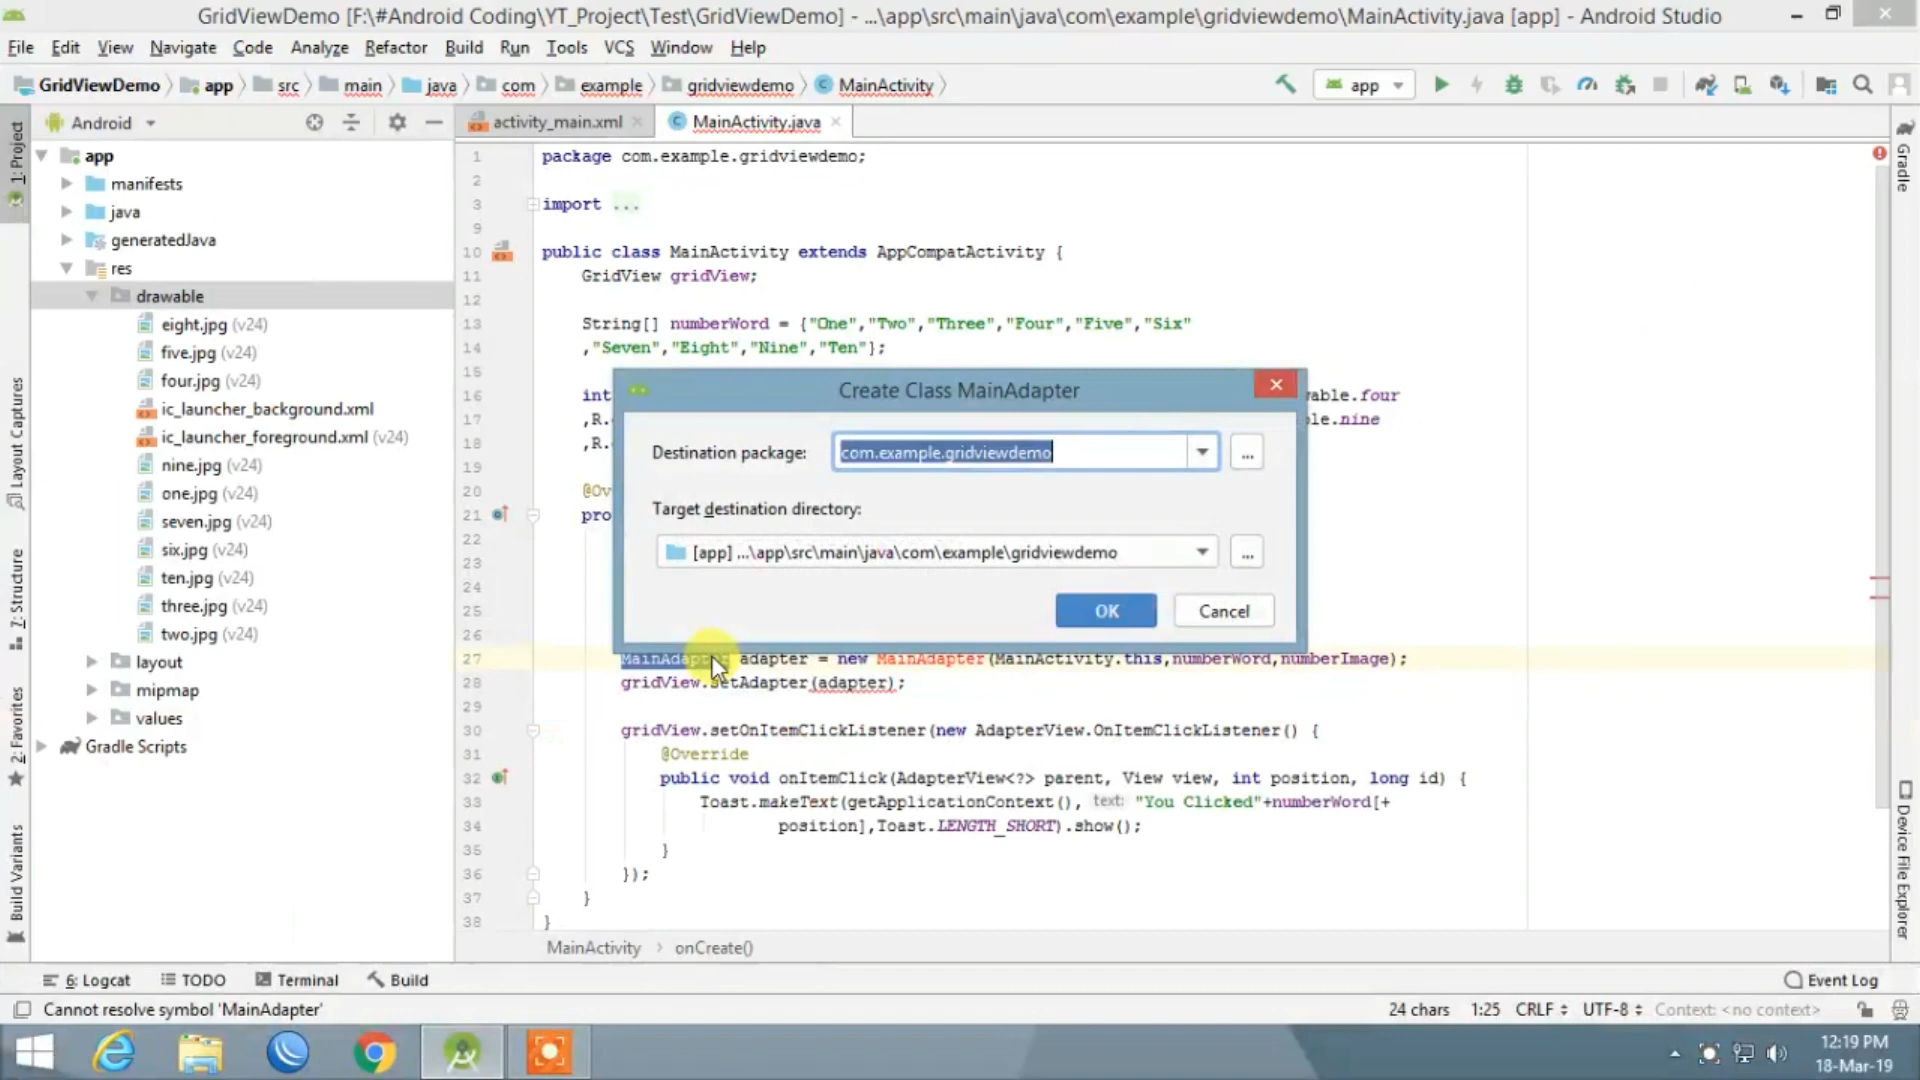 GridViewDemo [F:\#Android Coding\YT_Project\Test\GridViewDemo] - ...\app\src\main\java\com\example\gridviewdemo\MainActivity.java [app] - Android Studio
File Edit View Navigate Code Analyze Refactor Build Run Tools VCS Window Help
GridViewDemo app src main java com example gridviewdemo MainActivity
app
Android
activity_main.xml
MainActivity.java
1: Project
Layout Captures
7: Structure
2: Favorites
Build Variants
app
manifests
java
generatedJava
res
drawable
eight.jpg (v24)
five.jpg (v24)
four.jpg (v24)
ic_launcher_background.xml
ic_launcher_foreground.xml (v24)
nine.jpg (v24)
one.jpg (v24)
seven.jpg (v24)
six.jpg (v24)
ten.jpg (v24)
three.jpg (v24)
two.jpg (v24)
layout
mipmap
values
Gradle Scripts
1 package com.example.gridviewdemo;
2
3 import ...
9
10 public class MainActivity extends AppCompatActivity {
11 GridView gridView;
12
13 String[] numberWord = {"One","Two","Three","Four","Five","Six"
14 ,"Seven","Eight","Nine","Ten"};
15
16 int able.four
17 ,R. le.nine
18 ,R.
19
20 @Ov
21 pro
22
23
24
25
26
27 MainAdapter adapter = new MainAdapter(MainActivity.this,numberWord,numberImage);
28 gridView.setAdapter(adapter);
29
30 gridView.setOnItemClickListener(new AdapterView.OnItemClickListener() {
31 @Override
32 public void onItemClick(AdapterView<?> parent, View view, int position, long id) {
33 Toast.makeText(getApplicationContext(), text: "You Clicked"+numberWord[+
34 position],Toast.LENGTH_SHORT).show();
35 }
36 });
37 }
38 }
Create Class MainAdapter
Destination package: com.example.gridviewdemo ...
Target destination directory:
[app] ...\app\src\main\java\com\example\gridviewdemo ...
OK Cancel
MainActivity onCreate()
Gradle
Device File Explorer
6: Logcat TODO Terminal Build Event Log
Cannot resolve symbol 'MainAdapter' 24 chars 1:25 CRLF UTF-8 Context: <no context>
12:19 PM
18-Mar-19